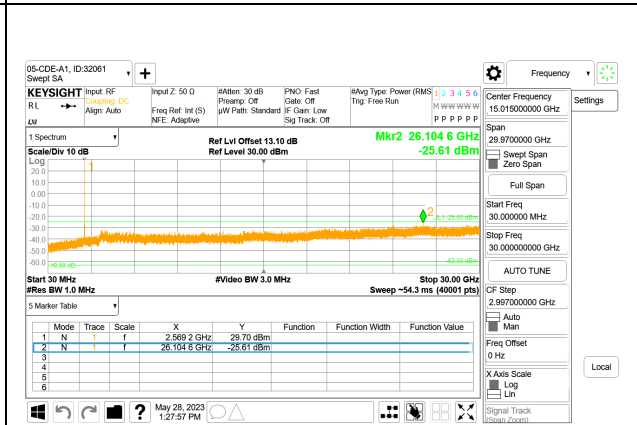 05-CDE-A1, ID:32061
Swept SA
Frequency
KEYSIGHT
Input: RF
Input Z: 50 Ω
#Atten: 30 dB
PNO: Fast
#Avg Type: Power (RMS
1 2 3 4 5 6
RL
Coupling: DC
Preamp: Off
Gate: Off
Trig: Free Run
M W W W W W
Align: Auto
Freq Ref: Int (S)
µW Path: Standard
IF Gain: Low
NFE: Adaptive
Sig Track: Off
P P P P P P
LXI
Center Frequency
15.015000000 GHz
Settings
1 Spectrum
Ref Lvl Offset 13.10 dB
Mkr2 26.104 6 GHz
Scale/Div 10 dB
Ref Level 30.00 dBm
-25.61 dBm
Span
29.9700000 GHz
Swept Span
Zero Span
Full Span
Log
1
20.0
10.0
0.00
-10.0
-20.0
2
DL1 -25.00 dBm
-30.0
-40.0
-50.0
-60.0
Start Freq
30.000000 MHz
Stop Freq
30.000000000 GHz
AUTO TUNE
Start 30 MHz
#Video BW 3.0 MHz
Stop 30.00 GHz
#Res BW 1.0 MHz
Sweep ~54.3 ms (40001 pts)
CF Step
2.997000000 GHz
Auto
Man
5 Marker Table
Mode Trace Scale X Y Function Function Width Function Value
1 N 1 f 2.569 2 GHz 29.70 dBm
2 N 1 f 26.104 6 GHz -25.61 dBm
3
4
5
6
Freq Offset
0 Hz
X Axis Scale
Log
Lin
Local
Signal Track
(Span Zoom)
May 28, 2023
1:27:57 PM